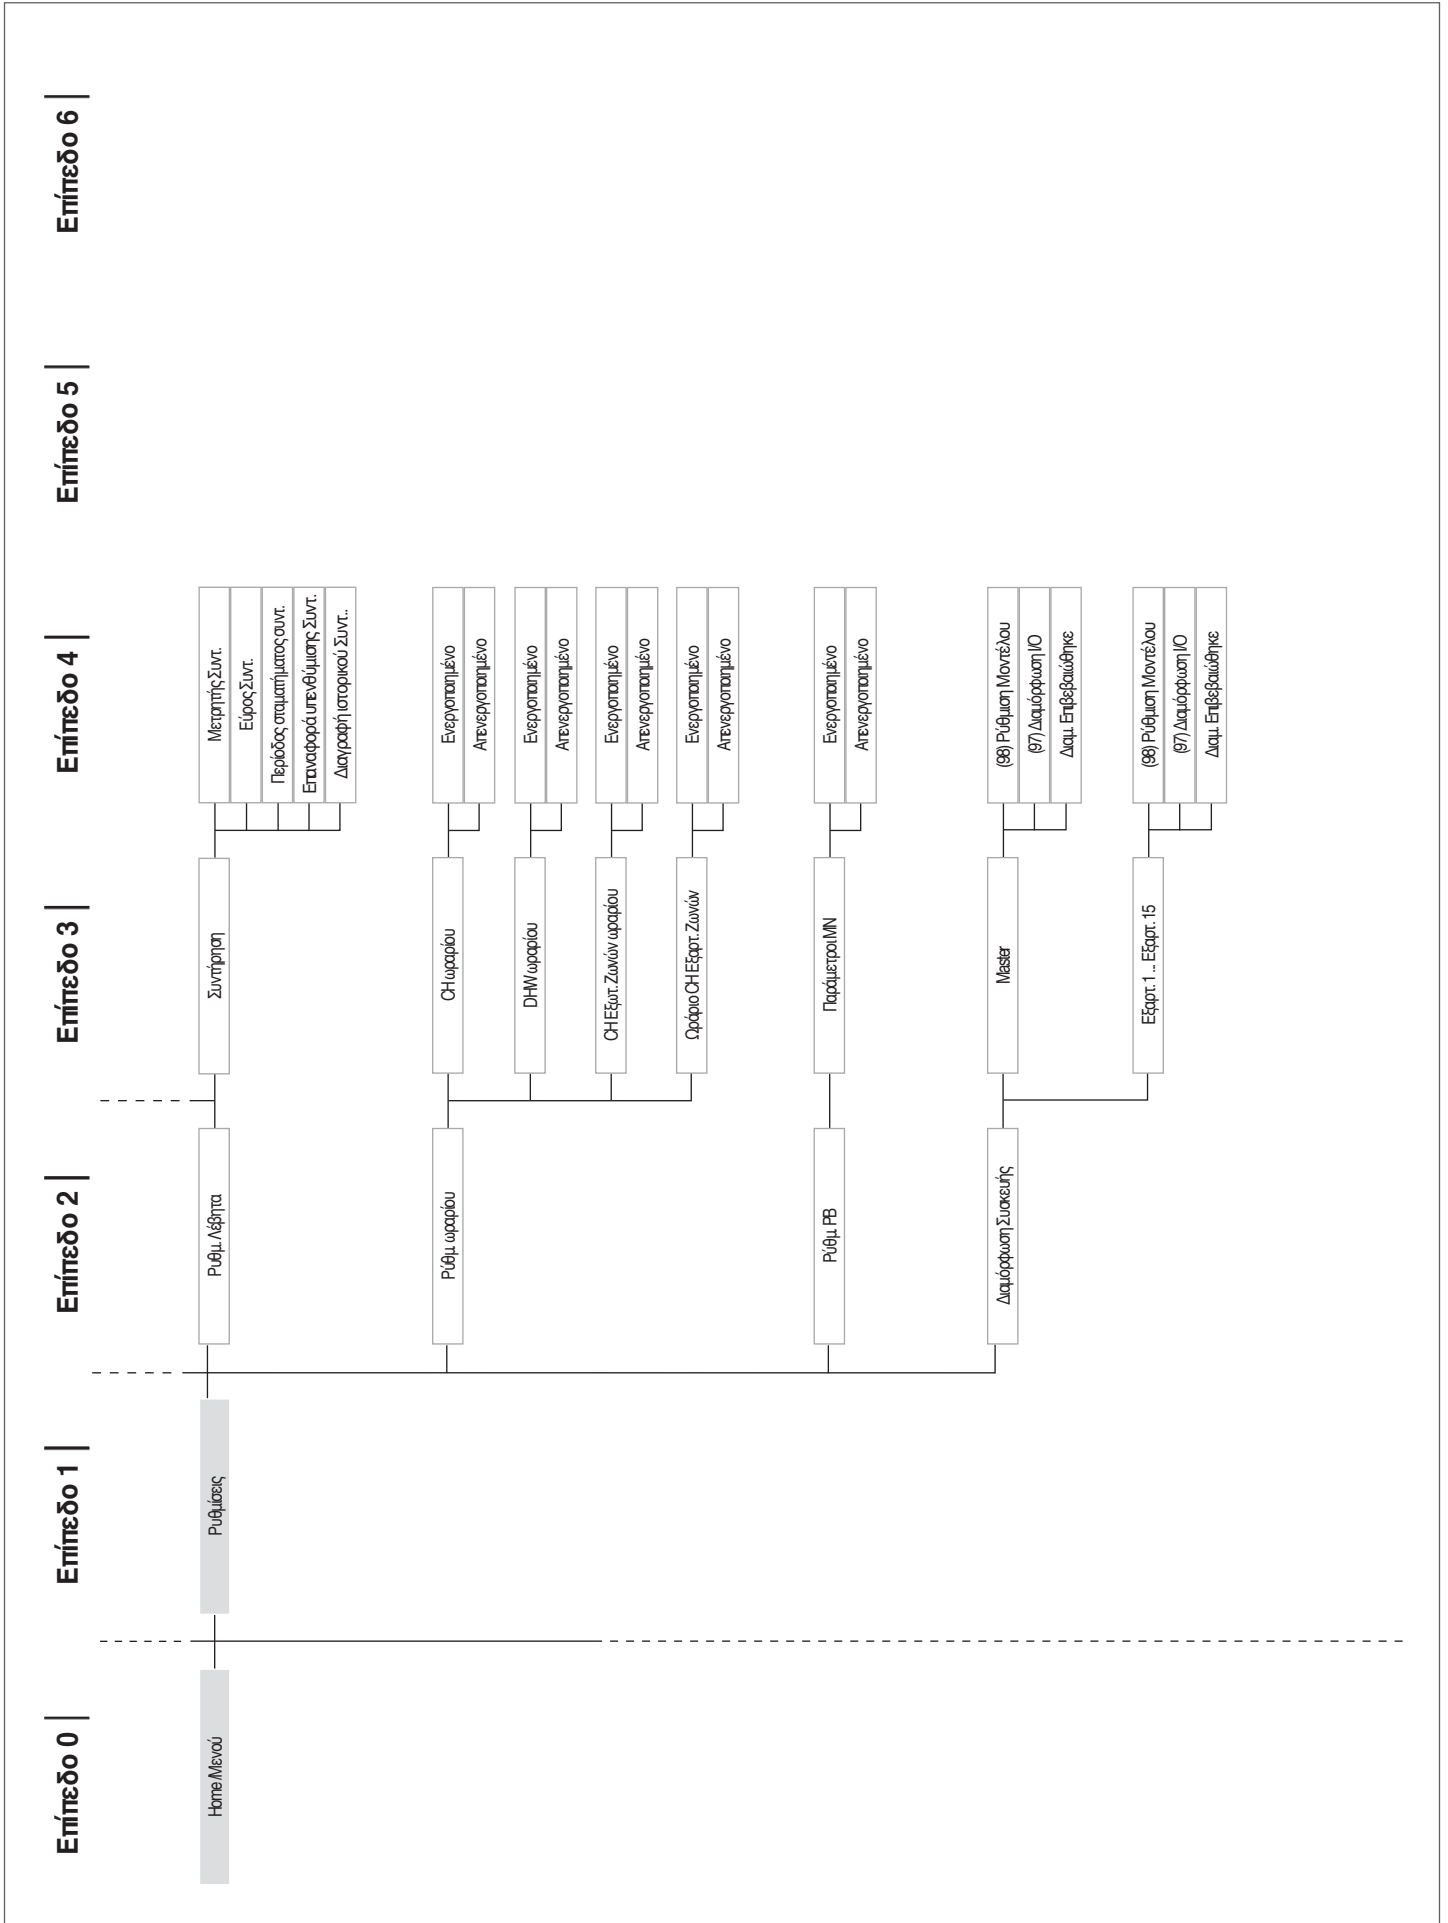 Επίπεδο 0
Επίπεδο 1
Επίπεδο 2
Επίπεδο 3
Επίπεδο 4
Επίπεδο 5
Επίπεδο 6
Home /Μενού
Ρυθμίσεις
Ρυθμ. Λέβητα
Συντήρηση
Μετρητής Συντ.
Εύρος Συντ.
Περίοδος σταματήματος συντ.
Επαναφορά υπενθύμισης Συντ.
Διαγραφή ιστορικού Συντ..
Ρύθμ. ωραρίου
CH ωραρίου
Ενεργοποιημένο
Απενεργοποιημένο
DHW ωραρίου
Ενεργοποιημένο
Απενεργοποιημένο
CH Εξωτ. Ζωνών ωραρίου
Ενεργοποιημένο
Απενεργοποιημένο
Ωράριο CH Εξαρτ. Ζωνών
Ενεργοποιημένο
Απενεργοποιημένο
Ρύθμ. PB
Παράμετροι MN
Ενεργοποιημένο
Απενεργοποιημένο
Διαμόρφωση Συσκευής
Master
(98) Ρύθμιση Μοντέλου
(97) Διαμόρφωση I/O
Διαμ. Επιβεβαιώθηκε
Εξαρτ. 1 .. Εξαρτ. 15
(98) Ρύθμιση Μοντέλου
(97) Διαμόρφωση I/O
Διαμ. Επιβεβαιώθηκε